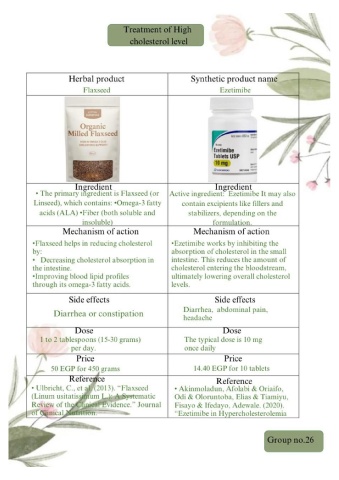 Treatment of High
cholesterol level
Herbal product
Flaxseed
Synthetic product name
Ezetimibe
Organic
Milled Flaxseed
Ezetimibe
Tablets USP
10 mg
Ingredient
• The primary ingredient is Flaxseed (or
Linseed), which contains: •Omega-3 fatty
acids (ALA) •Fiber (both soluble and
insoluble)
Ingredient
Active ingredient: Ezetimibe It may also
contain excipients like fillers and
stabilizers, depending on the
formulation.
Mechanism of action
•Flaxseed helps in reducing cholesterol
by:
• Decreasing cholesterol absorption in
the intestine.
•Improving blood lipid profiles
through its omega-3 fatty acids.
Mechanism of action
•Ezetimibe works by inhibiting the
absorption of cholesterol in the small
intestine. This reduces the amount of
cholesterol entering the bloodstream,
ultimately lowering overall cholesterol
levels.
Side effects
Diarrhea or constipation
Side effects
Diarrhea, abdominal pain,
headache
Dose
1 to 2 tablespoons (15-30 grams)
per day.
Dose
The typical dose is 10 mg
once daily
Price
50 EGP for 450 grams
Price
14.40 EGP for 10 tablets
Reference
• Ulbricht, C., et al. (2013). “Flaxseed
(Linum usitatissimum L.): A Systematic
Review of the Clinical Evidence.” Journal
of Clinical Nutrition
Reference
• Akinmoladun, Afolabi & Oriaifo,
Odi & Oloruntoba, Elias & Tiamiyu,
Fisayo & Ifedayo, Adewale. (2020).
“Ezetimibe in Hypercholesterolemia
Group no.26